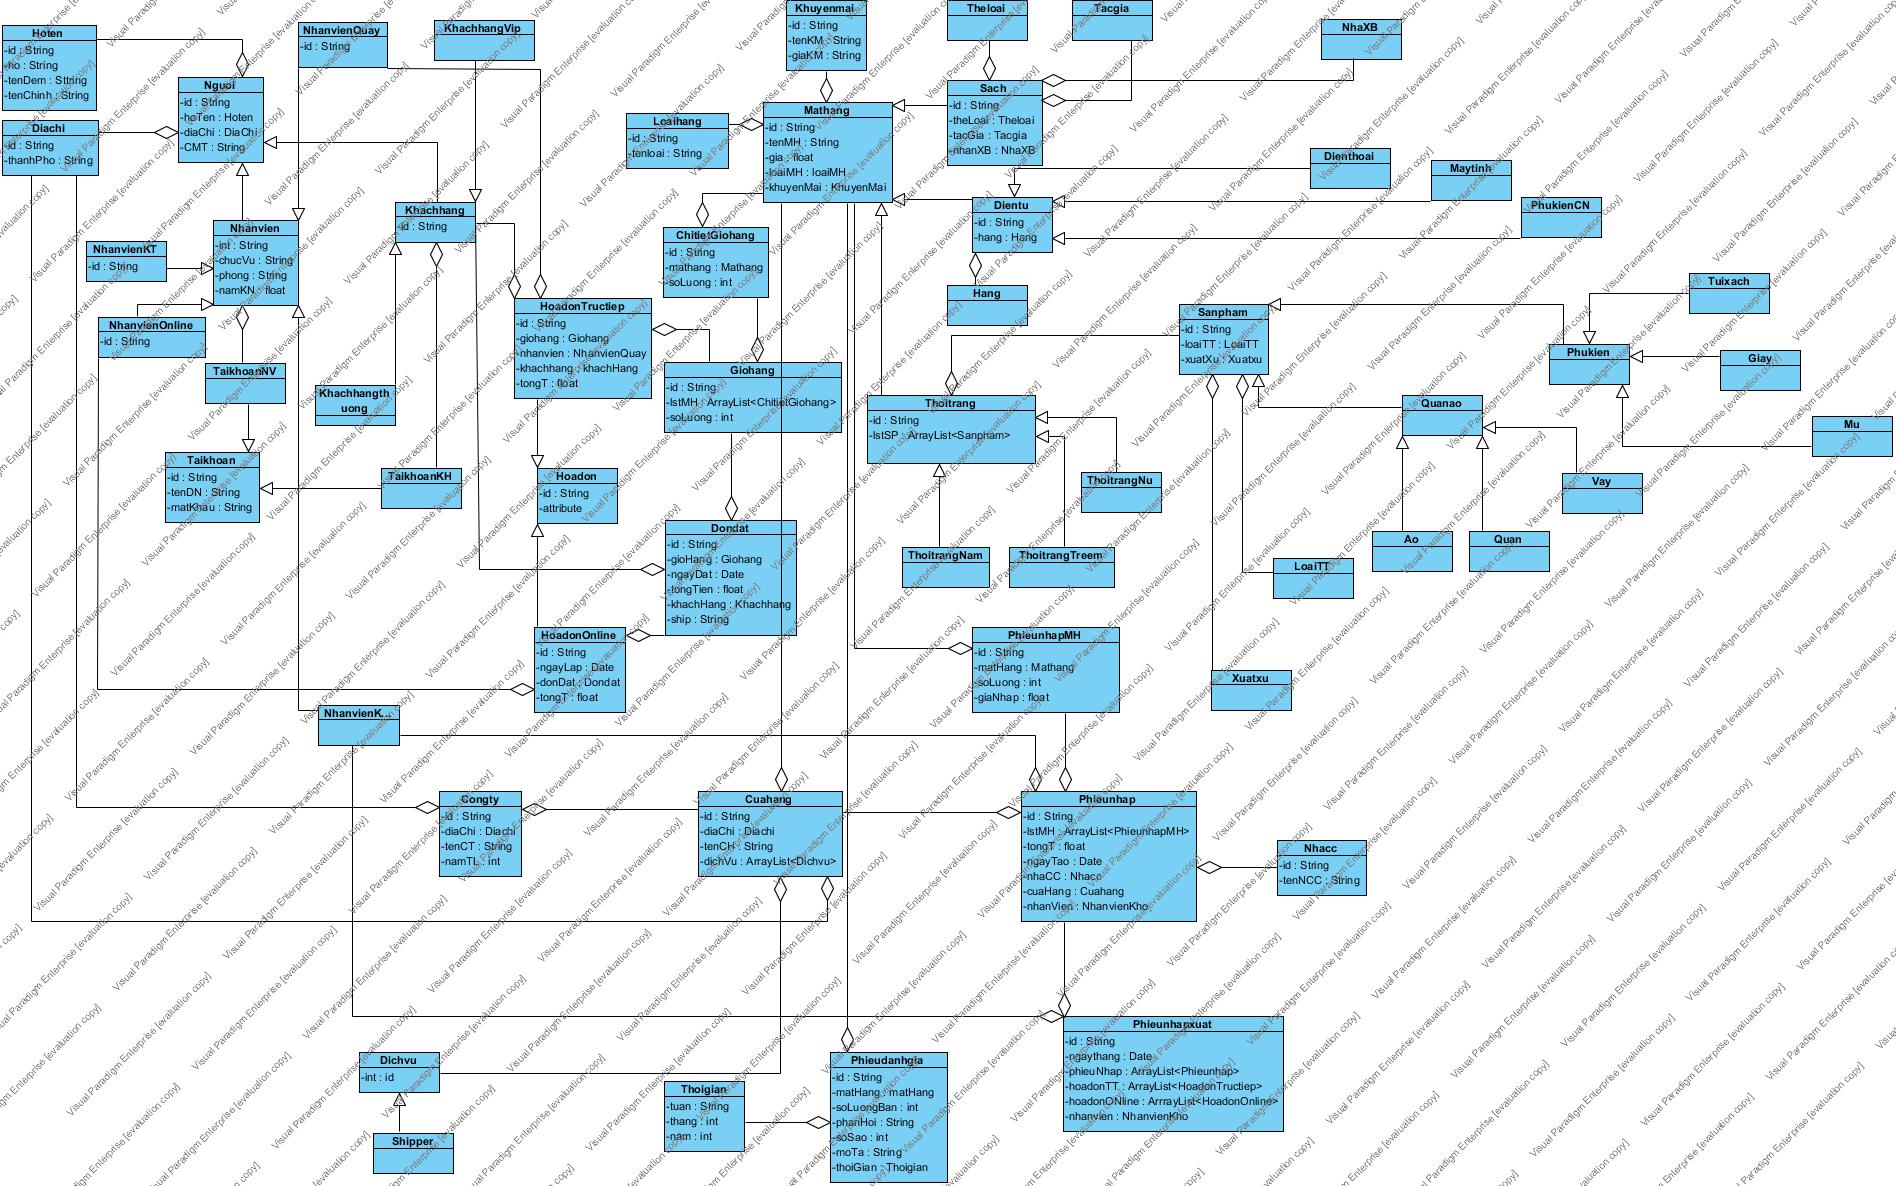 Hoten
-id : String
-ho : String
-tenDem : Sttring
-tenChinh : String
Diachi
-id : String
-thanhPho : String
Nguoi
-id : String
-hoTen : Hoten
-diaChi : DiaChi
-CMT : String
NhanvienQuay
-id : String
KhachhangVip
Khuyenmai
-id : String
-tenKM : String
-giaKM : String
Theloai
Tacgia
NhaXB
Loaihang
-id : String
-tenloai : String
Mathang
-id : String
-tenMH : String
-gia : float
-loaiMH : loaiMH
-khuyenMai : KhuyenMai
Sach
-id : String
-theLoai : Theloai
-tacGia : Tacgia
-nhanXB : NhaXB
Dienthoai
Maytinh
PhukienCN
Dientu
-id : String
-hang : Hang
Hang
Khachhang
-id : String
Nhanvien
-int : String
-chucVu : String
-phong : String
-namKN : float
NhanvienKT
-id : String
NhanvienOnline
-id : String
TaikhoanNV
Khachhangth
uong
Taikhoan
-id : String
-tenDN : String
-matKhau : String
TaikhoanKH
ChitietGiohang
-id : String
-mathang : Mathang
-soLuong : int
HoadonTructiep
-id : String
-giohang : Giohang
-nhanvien : NhanvienQuay
-khachhang : khachHang
-tongT : float
Giohang
-id : String
-lstMH : ArrayList<ChitietGiohang>
-soLuong : int
Hoadon
-id : String
-attribute
Dondat
-id : String
-gioHang : Giohang
-ngayDat : Date
-tongTien : float
-khachHang : Khachhang
-ship : String
HoadonOnline
-id : String
-ngayLap : Date
-donDat : Dondat
-tongT : float
NhanvienK...
Thoitrang
-id : String
-lstSP : ArrayList<Sanpham>
ThoitrangNu
ThoitrangNam
ThoitrangTreem
Sanpham
-id : String
-loaiTT : LoaiTT
-xuatXu : Xuatxu
Tuixach
Phukien
Giay
Mu
Quanao
Vay
Ao
Quan
LoaiTT
Xuatxu
PhieunhapMH
-id : String
-matHang : Mathang
-soLuong : int
-giaNhap : float
Congty
-id : String
-diaChi : Diachi
-tenCT : String
-namTL : int
Cuahang
-id : String
-diaChi : Diachi
-tenCH : String
-dichVu : ArrayList<Dichvu>
Phieunhap
-id : String
-lstMH : ArrayList<PhieunhapMH>
-tongT : float
-ngayTao : Date
-nhaCC : Nhacc
-cuaHang : Cuahang
-nhanVien : NhanvienKho
Nhacc
-id : String
-tenNCC : String
Dichvu
-int : id
Shipper
Thoigian
-tuan : String
-thang : int
-nam : int
Phieudanhgia
-id : String
-matHang : matHang
-soLuongBan : int
-phanHoi : String
-soSao : int
-moTa : String
-thoiGian : Thoigian
Phieunhapxuat
-id : String
-ngaythang : Date
-phieuNhap : ArrayList<Phieunhap>
-hoadonTT : ArrayList<HoadonTructiep>
-hoadonOnline : ArrrayList<HoadonOnline>
-nhanvien : NhanvienKho
Visual Paradigm Enterprise [evaluation copy]